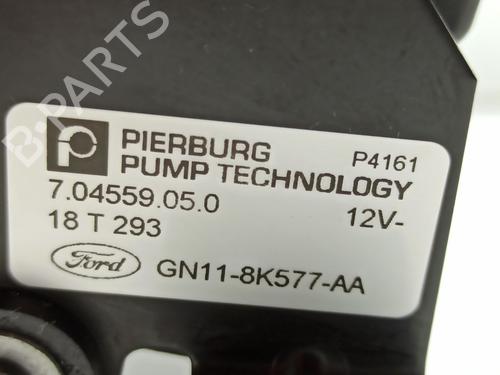 B-PARTS
PIERBURG P4161
PUMP TECHNOLOGY
7.04559.05.0 12V-
18 T 293
Ford GN11-8K577-AA